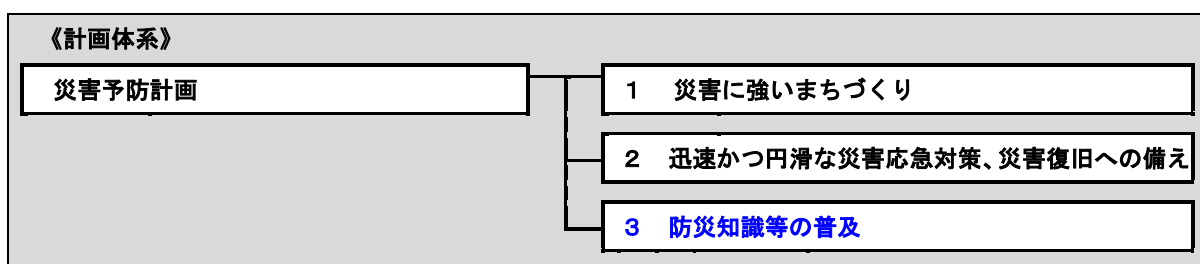 《計画体系》
災害予防計画
１　災害に強いまちづくり
２　迅速かつ円滑な災害応急対策、災害復旧への備え
３　防災知識等の普及